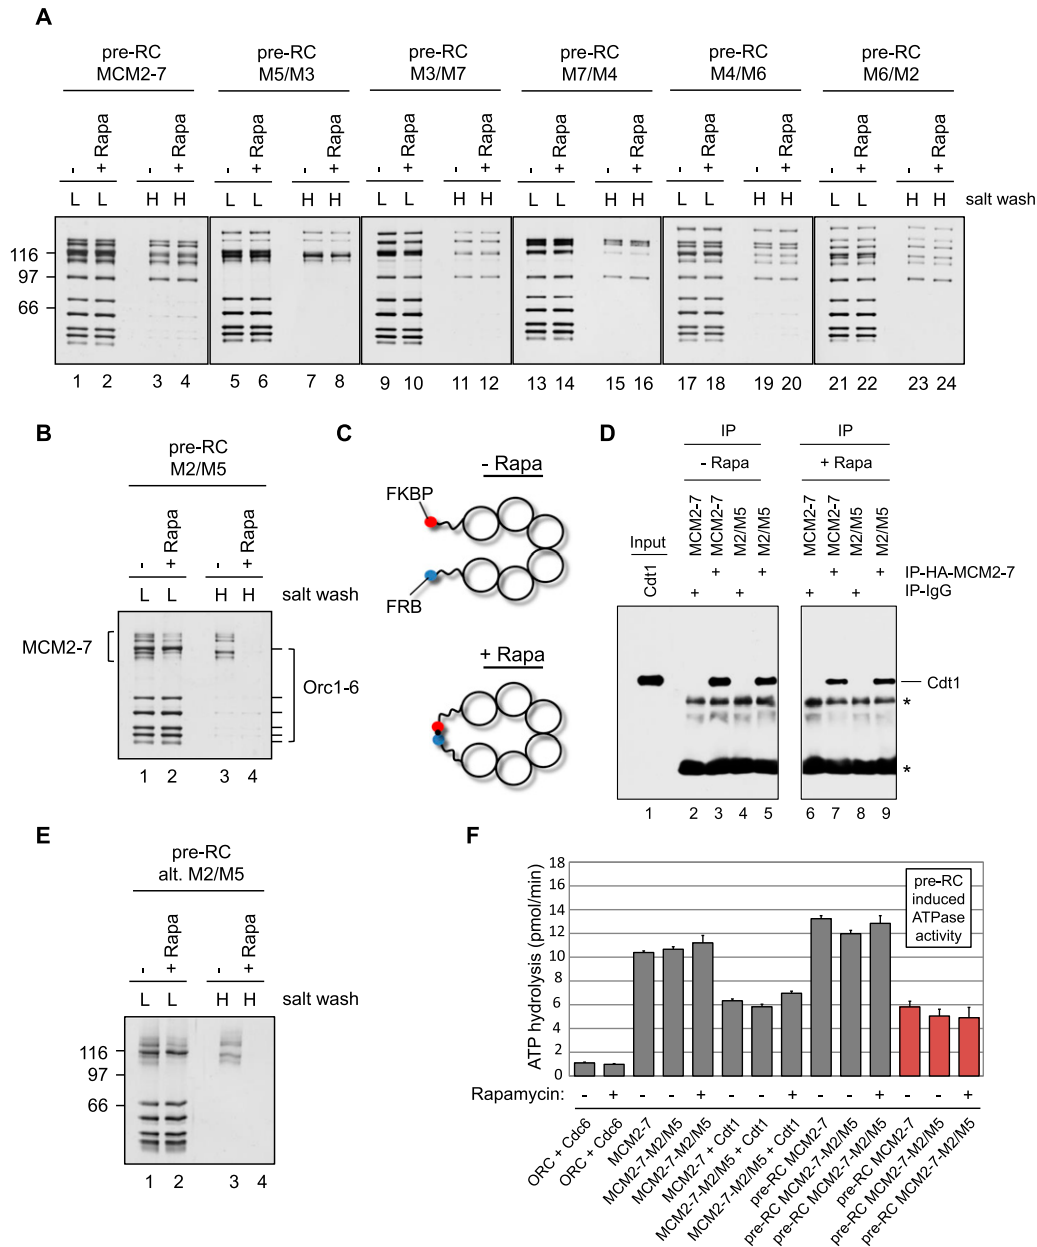 A
pre-RC MCM2-7
pre-RC M5/M3
pre-RC M3/M7
pre-RC M7/M4
pre-RC M4/M6
pre-RC M6/M2
- + Rapa - + Rapa - + Rapa - + Rapa - + Rapa - + Rapa - + Rapa - + Rapa - + Rapa - + Rapa - + Rapa - + Rapa
L L H H L L H H L L H H L L H H L L H H L L H H salt wash
116
97
66
1 2 3 4 5 6 7 8 9 10 11 12 13 14 15 16 17 18 19 20 21 22 23 24
B
pre-RC
M2/M5
- + Rapa - + Rapa
L L H H salt wash
MCM2-7
Orc1-6
1 2 3 4
C
- Rapa
FKBP
FRB
+ Rapa
D
IP IP
- Rapa + Rapa
Input
Cdt1
MCM2-7 MCM2-7 M2/M5 M2/M5 MCM2-7 MCM2-7 M2/M5 M2/M5
+ + + + IP-HA-MCM2-7
+ + + + IP-IgG
Cdt1
*
*
1 2 3 4 5 6 7 8 9
E
pre-RC
alt. M2/M5
- + Rapa - + Rapa
L L H H salt wash
116
97
66
1 2 3 4
F
ATP hydrolysis (pmol/min)
18
16
14
12
10
8
6
4
2
0
pre-RC
induced
ATPase
activity
Rapamycin: - + - - + - - + - - + - - +
ORC + Cdc6
ORC + Cdc6
MCM2-7
MCM2-7-M2/M5
MCM2-7-M2/M5
MCM2-7 + Cdt1
MCM2-7-M2/M5 + Cdt1
MCM2-7-M2/M5 + Cdt1
pre-RC MCM2-7
pre-RC MCM2-7-M2/M5
pre-RC MCM2-7-M2/M5
pre-RC MCM2-7
pre-RC MCM2-7-M2/M5
pre-RC MCM2-7-M2/M5